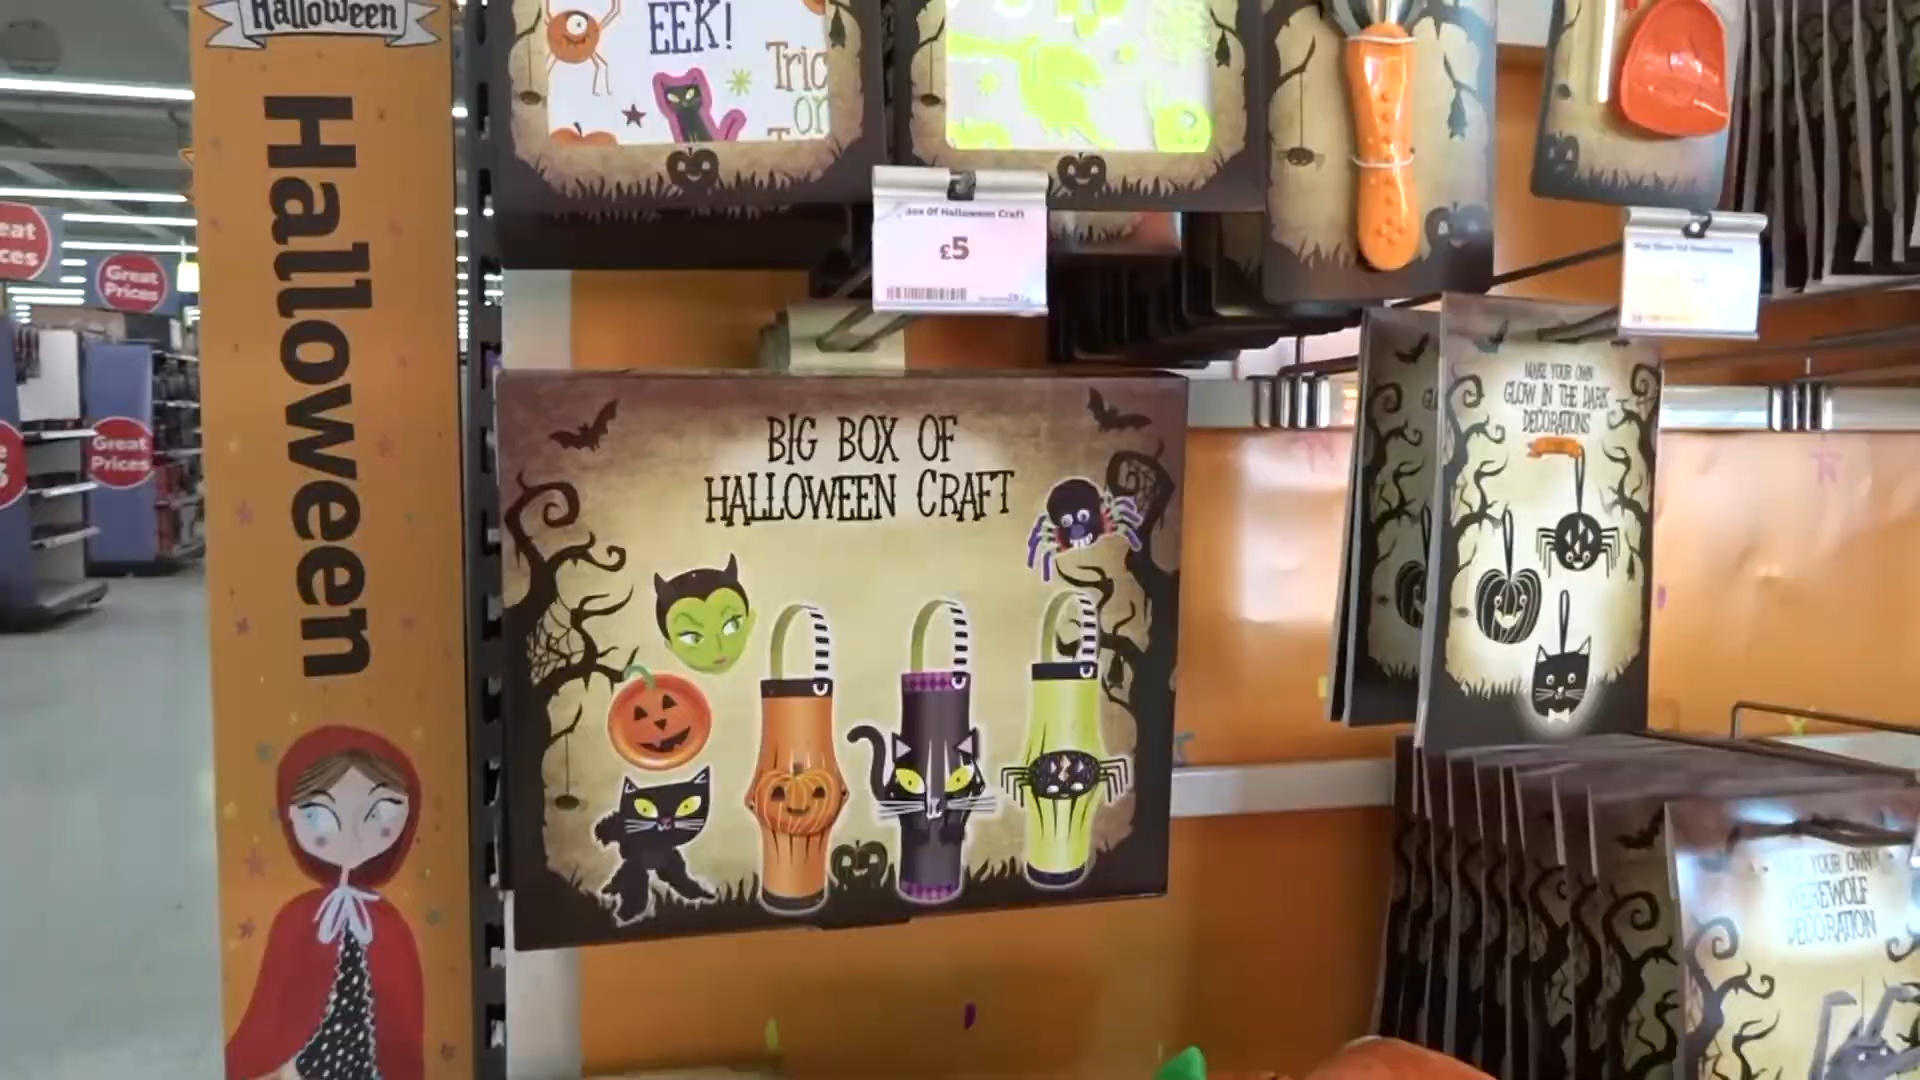 Halloween
Halloween
EEK!
Tric
or
Great
Prices
Great
Prices
Box Of Halloween Craft
£5
BIG BOX OF
HALLOWEEN CRAFT
MAKE YOUR OWN
GLOW IN THE DARK
DECORATIONS
YOUR OWN
WEREWOLF
DECORATION